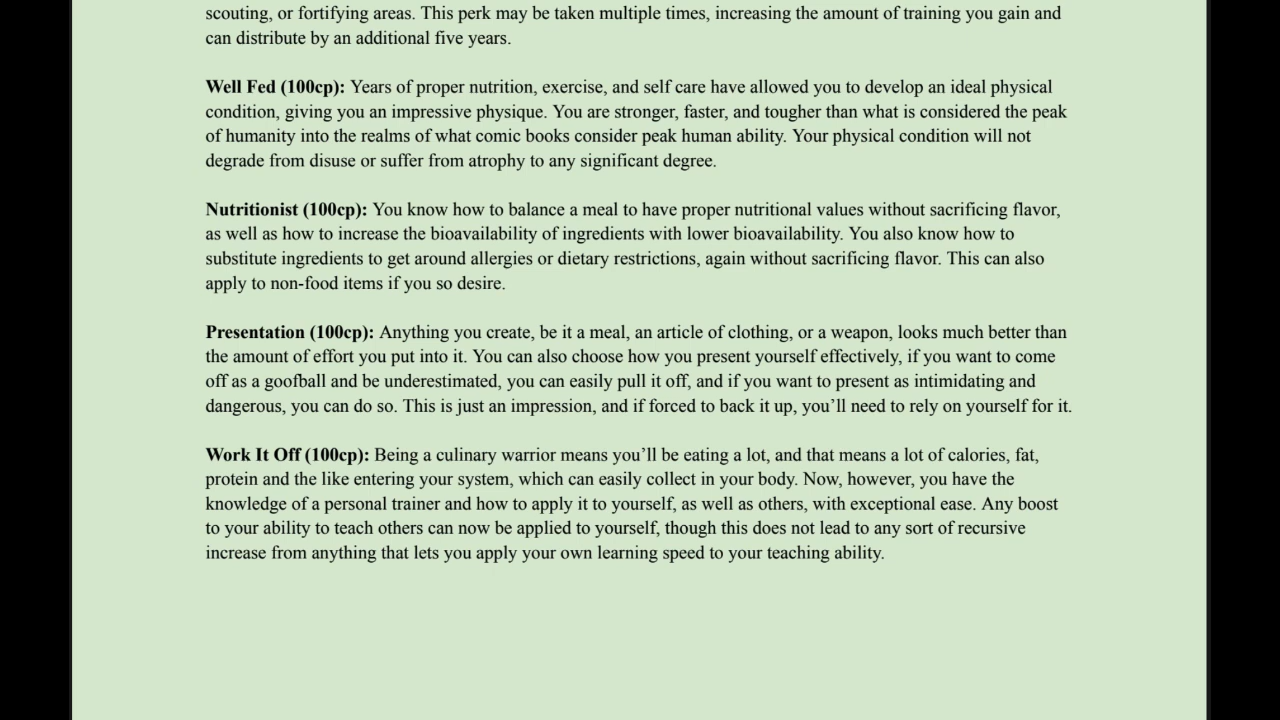 scouting, or fortifying areas. This perk may be taken multiple times, increasing the amount of training you gain and
can distribute by an additional five years.
Well Fed (100cp): Years of proper nutrition, exercise, and self care have allowed you to develop an ideal physical
condition, giving you an impressive physique. You are stronger, faster, and tougher than what is considered the peak
of humanity into the realms of what comic books consider peak human ability. Your physical condition will not
degrade from disuse or suffer from atrophy to any significant degree.
Nutritionist (100cp): You know how to balance a meal to have proper nutritional values without sacrificing flavor,
as well as how to increase the bioavailability of ingredients with lower bioavailability. You also know how to
substitute ingredients to get around allergies or dietary restrictions, again without sacrificing flavor. This can also
apply to non-food items if you so desire.
Presentation (100cp): Anything you create, be it a meal, an article of clothing, or a weapon, looks much better than
the amount of effort you put into it. You can also choose how you present yourself effectively, if you want to come
off as a goofball and be underestimated, you can easily pull it off, and if you want to present as intimidating and
dangerous, you can do so. This is just an impression, and if forced to back it up, you’ll need to rely on yourself for it.
Work It Off (100cp): Being a culinary warrior means you’ll be eating a lot, and that means a lot of calories, fat,
protein and the like entering your system, which can easily collect in your body. Now, however, you have the
knowledge of a personal trainer and how to apply it to yourself, as well as others, with exceptional ease. Any boost
to your ability to teach others can now be applied to yourself, though this does not lead to any sort of recursive
increase from anything that lets you apply your own learning speed to your teaching ability.